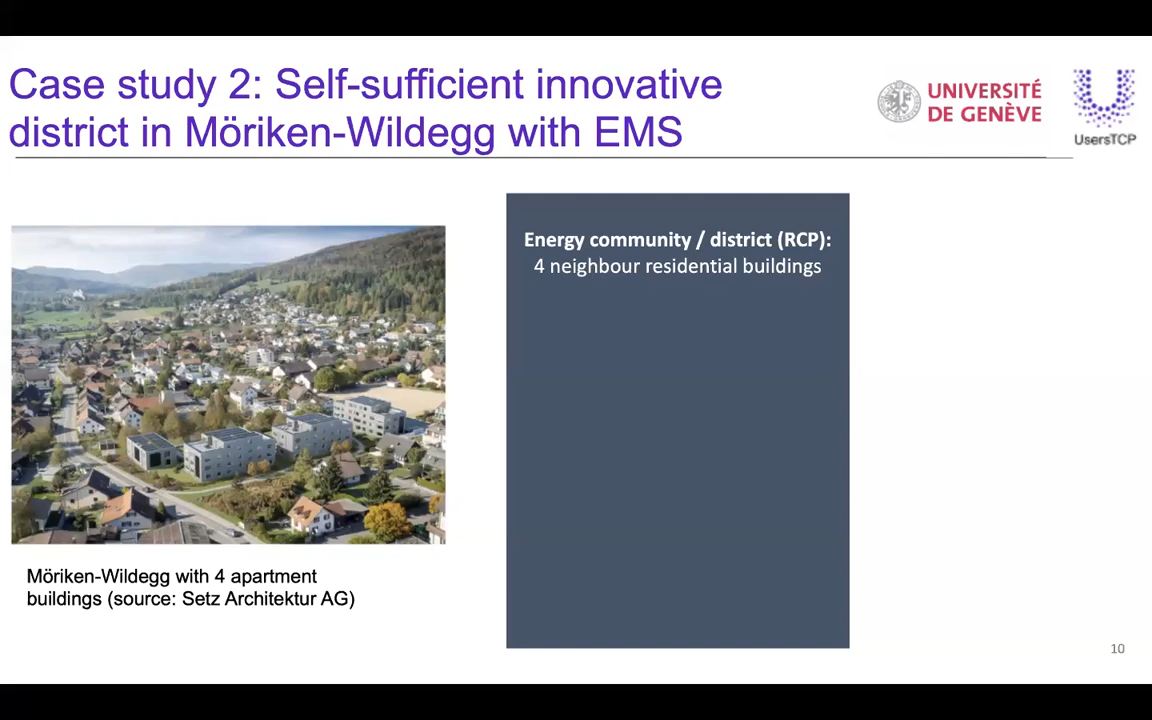 Case study 2: Self-sufficient innovative
district in Möriken-Wildegg with EMS
UNIVERSITÉ
DE GENÈVE
UsersTCP
Energy community / district (RCP):
4 neighbour residential buildings
Möriken-Wildegg with 4 apartment
buildings (source: Setz Architektur AG)
10